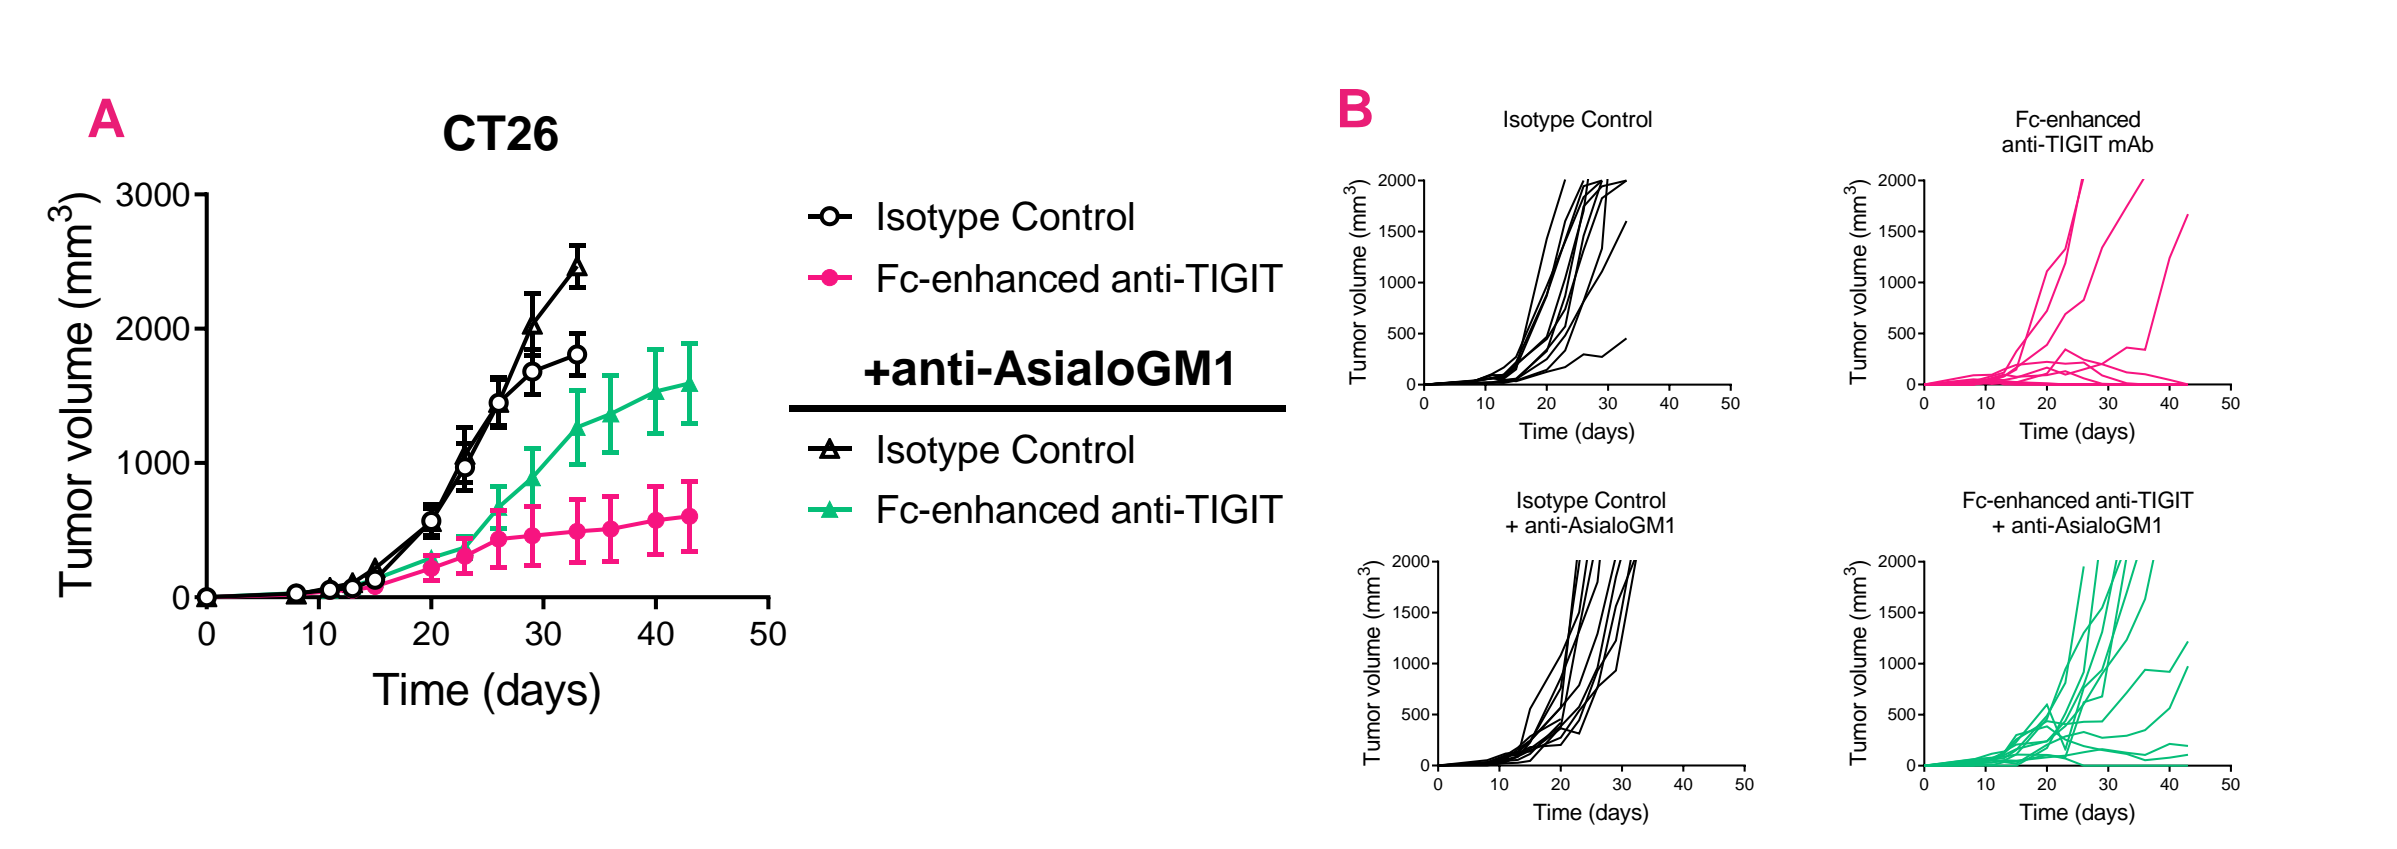 A
CT26
Tumor volume (mm3)
3000
2000
1000
0
0 10 20 30 40 50
Time (days)
Isotype Control
Fc-enhanced anti-TIGIT
+anti-AsialoGM1
Isotype Control
Fc-enhanced anti-TIGIT
B
Isotype Control
Tumor volume (mm3)
2000
1500
1000
500
0
0 10 20 30 40 50
Time (days)
Fc-enhanced
anti-TIGIT mAb
Tumor volume (mm3)
2000
1500
1000
500
0
0 10 20 30 40 50
Time (days)
Isotype Control
+ anti-AsialoGM1
Tumor volume (mm3)
2000
1500
1000
500
0
0 10 20 30 40 50
Time (days)
Fc-enhanced anti-TIGIT
+ anti-AsialoGM1
Tumor volume (mm3)
2000
1500
1000
500
0
0 10 20 30 40 50
Time (days)